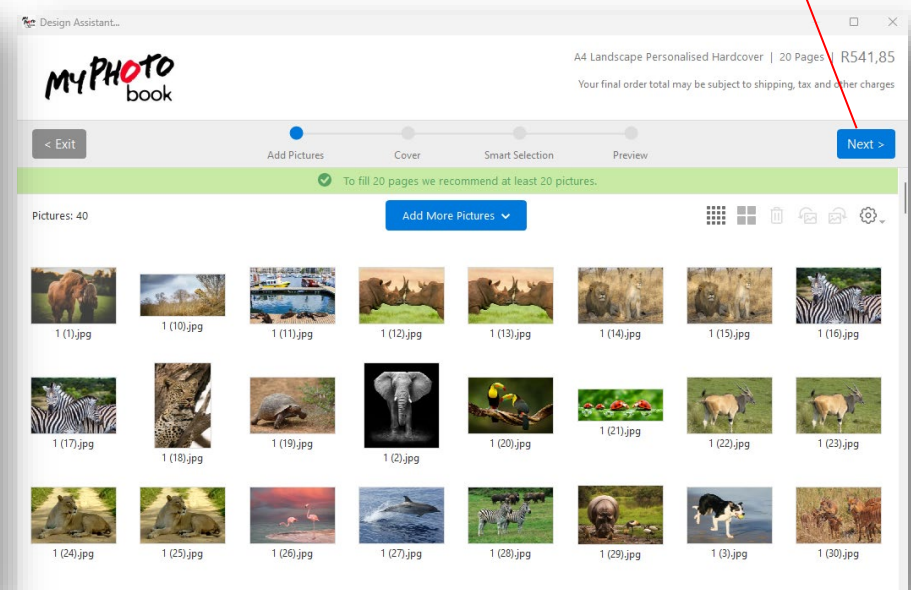 Design Assistant...
MyPHOTO
book
A4 Landscape Personalised Hardcover | 20 Pages | R541,85
Your final order total may be subject to shipping, tax and other charges
< Exit
Add Pictures
Cover
Smart Selection
Preview
Next >
To fill 20 pages we recommend at least 20 pictures.
Pictures: 40
Add More Pictures
1 (1).jpg
1 (10).jpg
1 (11).jpg
1 (12).jpg
1 (13).jpg
1 (14).jpg
1 (15).jpg
1 (16).jpg
1 (17).jpg
1 (18).jpg
1 (19).jpg
1 (2).jpg
1 (20).jpg
1 (21).jpg
1 (22).jpg
1 (23).jpg
1 (24).jpg
1 (25).jpg
1 (26).jpg
1 (27).jpg
1 (28).jpg
1 (29).jpg
1 (3).jpg
1 (30).jpg